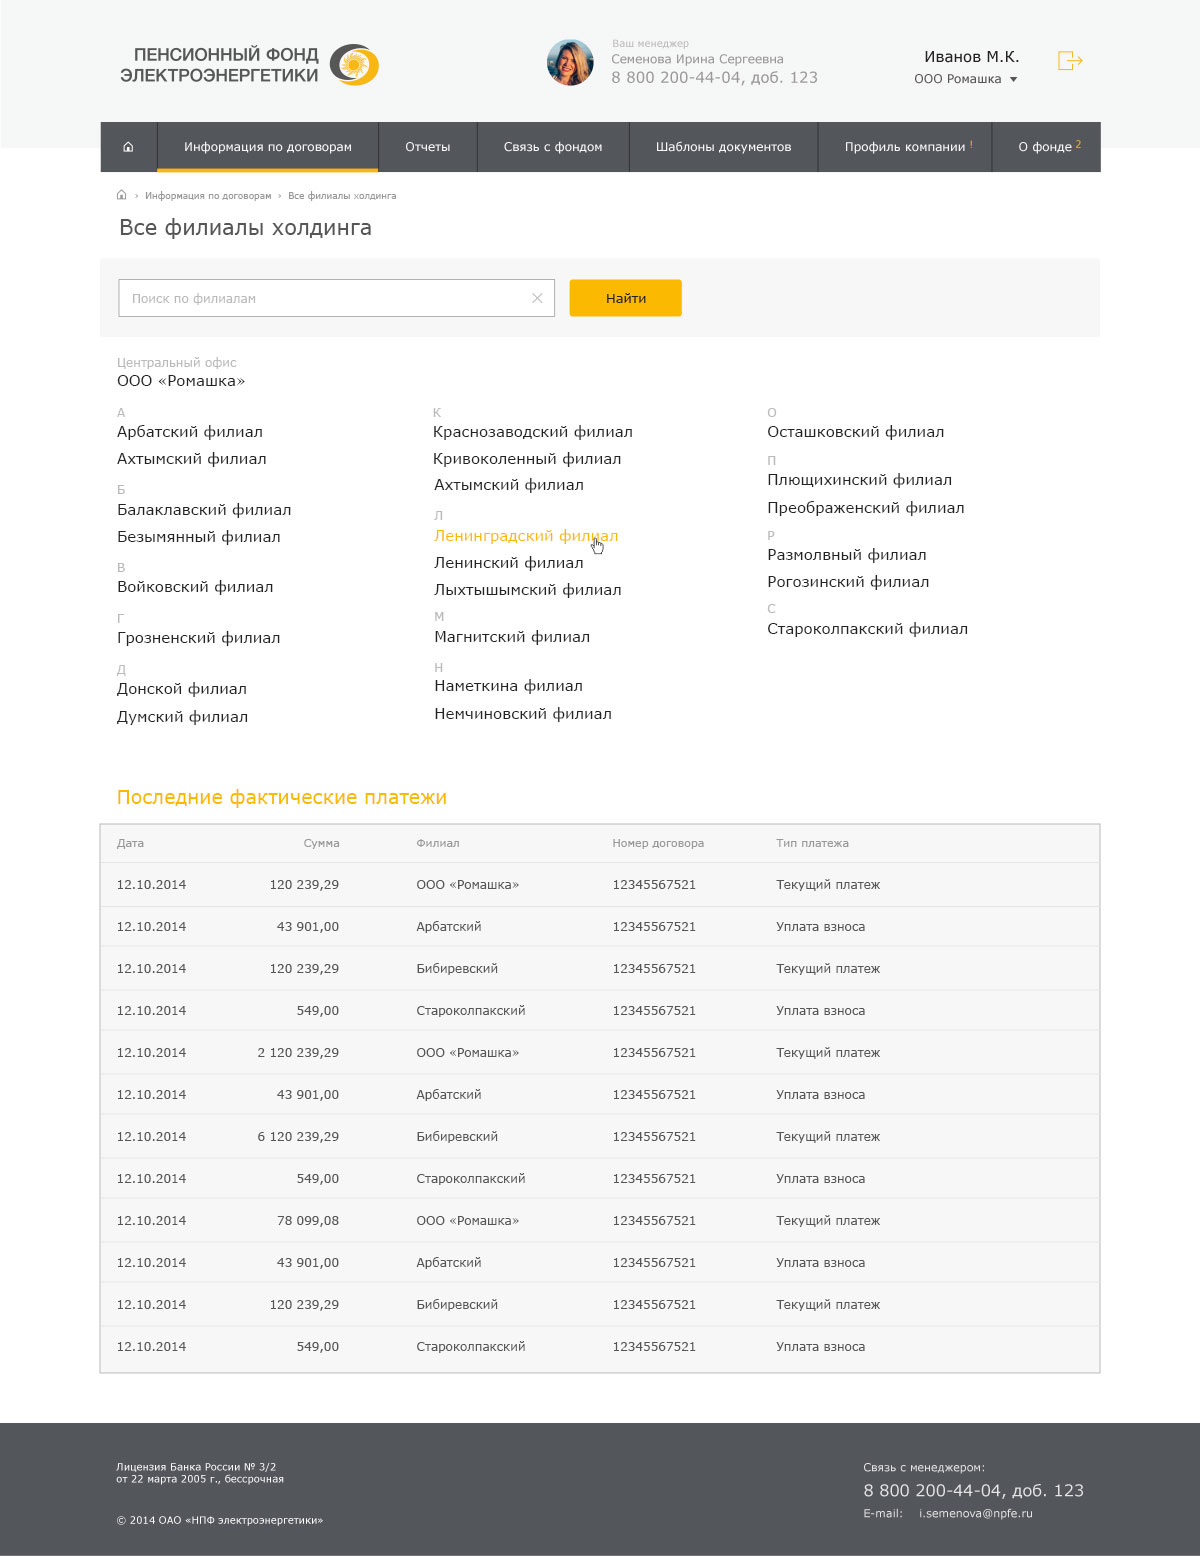 ПЕНСИОННЫЙ ФОНД
ЭЛЕКТРОЭНЕРГЕТИКИ
Ваш менеджер
Семенова Ирина Сергеевна
8 800 200-44-04, доб. 123
Иванов М.К.
ООО Ромашка
Информация по договорам
Отчеты
Связь с фондом
Шаблоны документов
Профиль компании !
О фонде 2
› Информация по договорам › Все филиалы холдинга
Все филиалы холдинга
Поиск по филиалам
Найти
Центральный офис
ООО «Ромашка»
А
Арбатский филиал
Ахтымский филиал
Б
Балаклавский филиал
Безымянный филиал
В
Войковский филиал
Г
Грозненский филиал
Д
Донской филиал
Думский филиал
К
Краснозаводский филиал
Кривоколенный филиал
Ахтымский филиал
Л
Ленинградский филиал
Ленинский филиал
Лыхтышымский филиал
М
Магнитский филиал
Н
Наметкина филиал
Немчиновский филиал
О
Осташковский филиал
П
Плющихинский филиал
Преображенский филиал
Р
Размолвный филиал
Рогозинский филиал
С
Староколпакский филиал
Последние фактические платежи
Дата Сумма Филиал Номер договора Тип платежа
12.10.2014 120 239,29 ООО «Ромашка» 12345567521 Текущий платеж
12.10.2014 43 901,00 Арбатский 12345567521 Уплата взноса
12.10.2014 120 239,29 Бибиревский 12345567521 Текущий платеж
12.10.2014 549,00 Староколпакский 12345567521 Уплата взноса
12.10.2014 2 120 239,29 ООО «Ромашка» 12345567521 Текущий платеж
12.10.2014 43 901,00 Арбатский 12345567521 Уплата взноса
12.10.2014 6 120 239,29 Бибиревский 12345567521 Текущий платеж
12.10.2014 549,00 Староколпакский 12345567521 Уплата взноса
12.10.2014 78 099,08 ООО «Ромашка» 12345567521 Текущий платеж
12.10.2014 43 901,00 Арбатский 12345567521 Уплата взноса
12.10.2014 120 239,29 Бибиревский 12345567521 Текущий платеж
12.10.2014 549,00 Староколпакский 12345567521 Уплата взноса
Лицензия Банка России № 3/2
от 22 марта 2005 г., бессрочная
© 2014 ОАО «НПФ электроэнергетики»
Связь с менеджером:
8 800 200-44-04, доб. 123
E-mail: i.semenova@npfe.ru